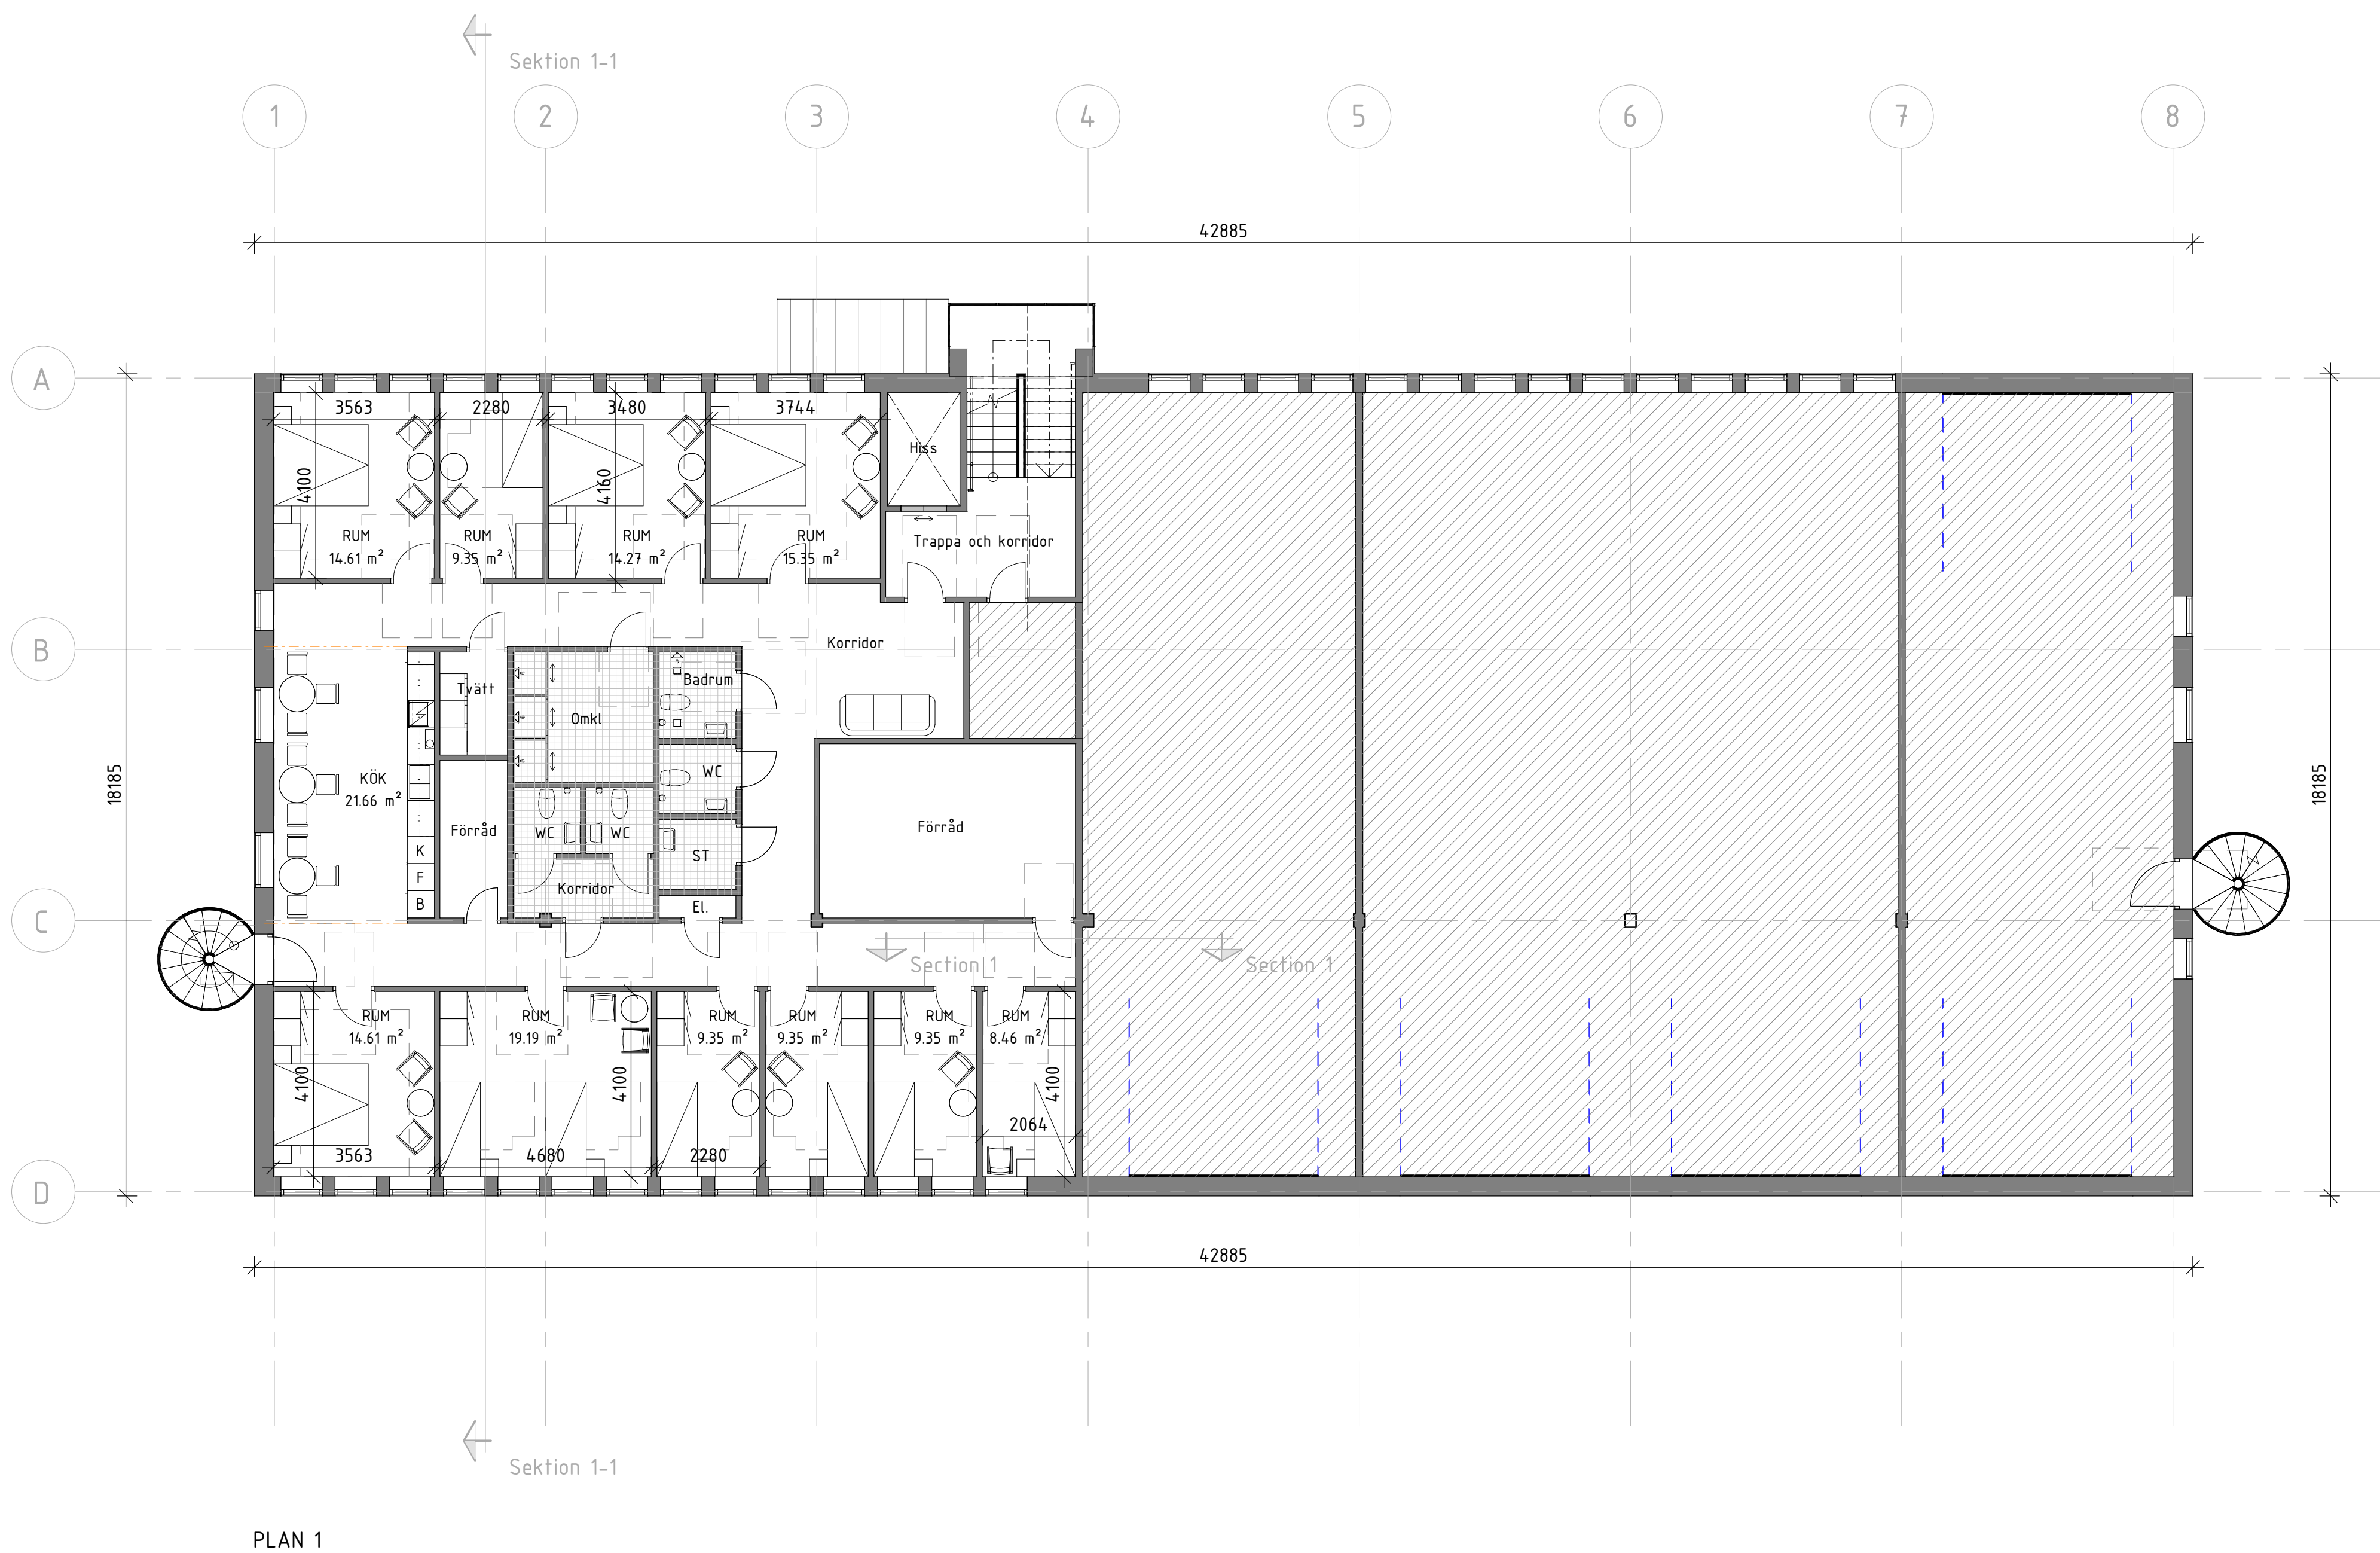 Sektion 1-1
1
2
3
4
5
6
7
8
42885
A
3563
2280
3480
3744
Hiss
4100
4160
RUM
14.61 m²
RUM
9.35 m²
RUM
14.27 m²
RUM
15.35 m²
Trappa och korridor
B
Korridor
Tvätt
Omkl
Badrum
WC
KÖK
21.66 m²
18185
18185
Förråd
WC
WC
Förråd
K
F
B
ST
Korridor
El.
C
Section 1
Section 1
RUM
14.61 m²
RUM
19.19 m²
RUM
9.35 m²
RUM
9.35 m²
RUM
9.35 m²
RUM
8.46 m²
4100
4100
4100
2064
3563
4680
2280
D
42885
Sektion 1-1
PLAN 1